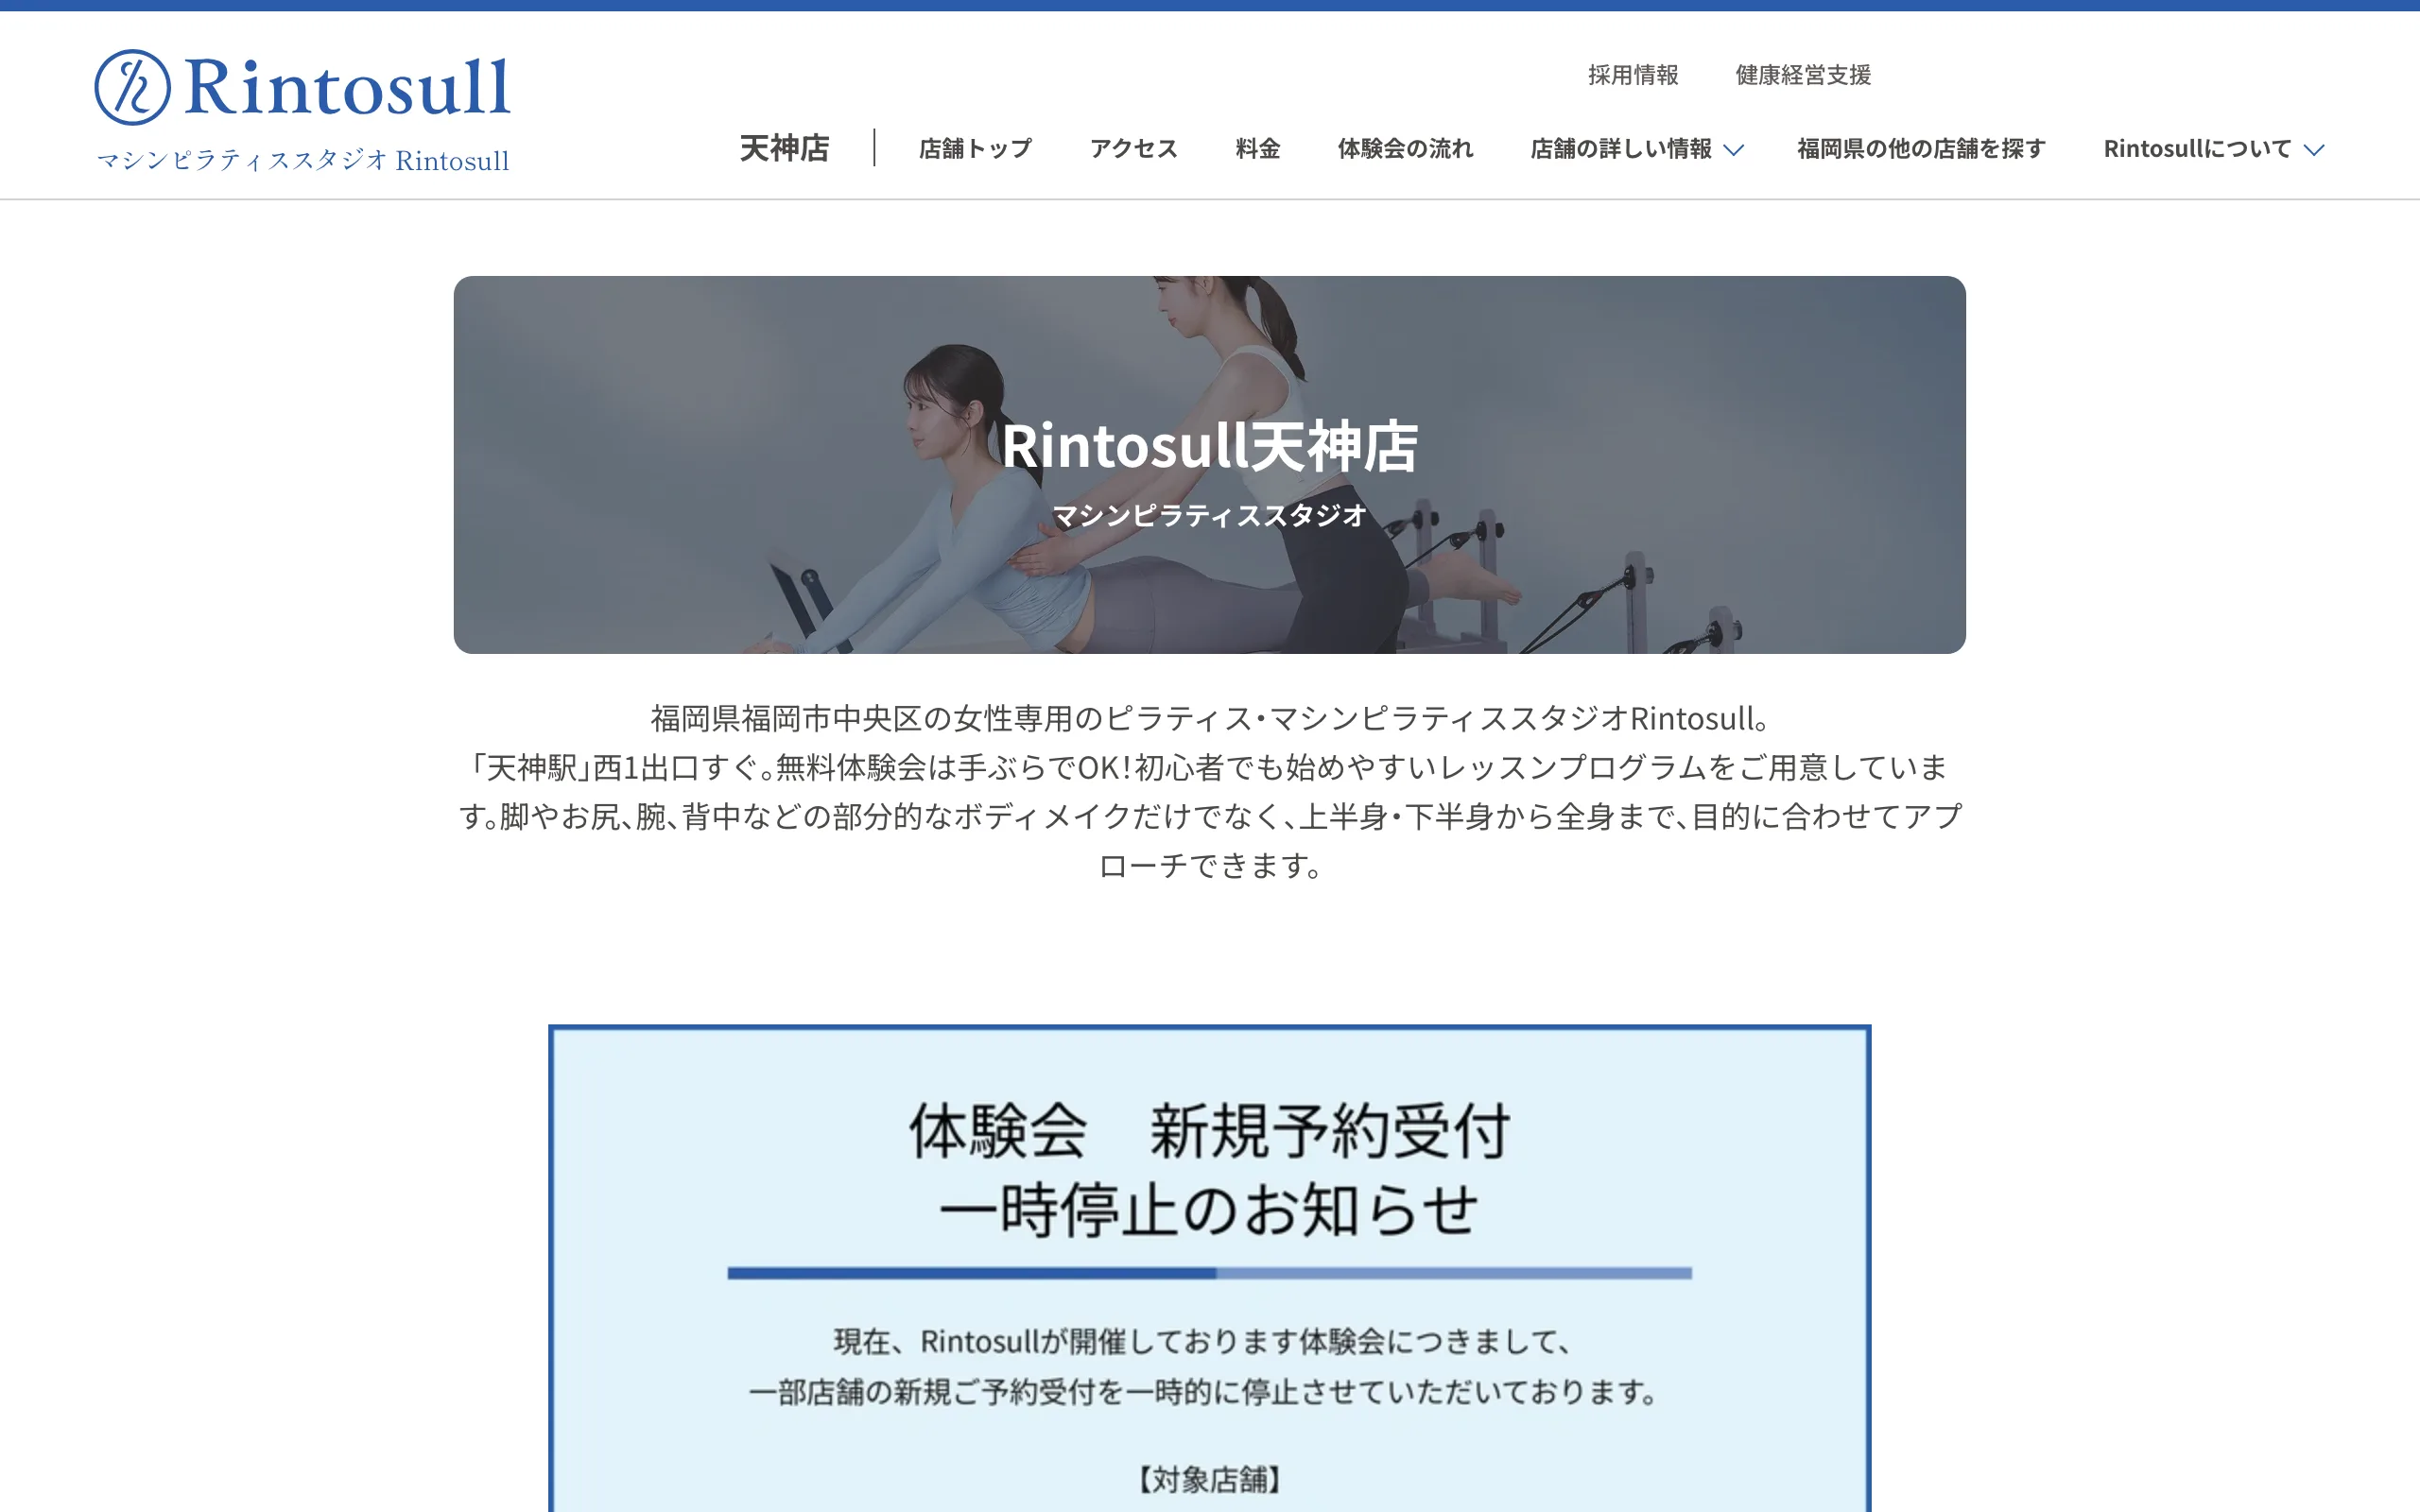 Rintosull
マシンピラティススタジオ Rintosull
採用情報 健康経営支援
天神店 店舗トップ アクセス 料金 体験会の流れ 店舗の詳しい情報 福岡県の他の店舗を探す Rintosullについて
Rintosull天神店
マシンピラティススタジオ
福岡県福岡市中央区の女性専用のピラティス・マシンピラティススタジオRintosull。
「天神駅」西1出口すぐ。無料体験会は手ぶらでOK！初心者でも始めやすいレッスンプログラムをご用意していま
す。脚やお尻、腕、背中などの部分的なボディメイクだけでなく、上半身・下半身から全身まで、目的に合わせてアプ
ローチできます。
体験会　新規予約受付
一時停止のお知らせ
現在、Rintosullが開催しております体験会につきまして、
一部店舗の新規ご予約受付を一時的に停止させていただいております。
【対象店舗】